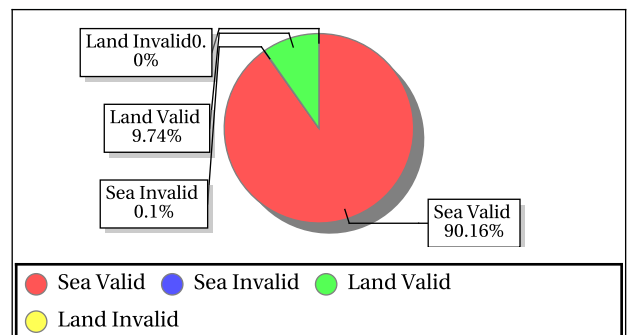 Land Invalid0.
0%
Land Valid
9.74%
Sea Invalid
0.1%
Sea Valid
90.16%
Sea Valid Sea Invalid Land Valid
Land Invalid